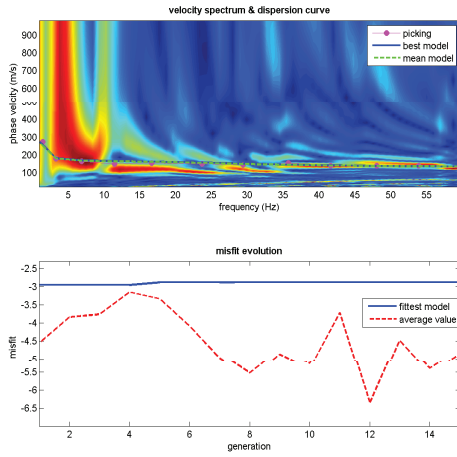 velocity spectrum & dispersion curve
phase velcity (m/s)
900
800
700
600
400
300
200
100
picking
best model
mean model
5 10 15 20 25 30 35 40 45 50 55
frequency (Hz)
misfit evolution
misfit
-2.5
-3
-3.5
-4
-4.5
-5
-5.5
-6
-6.5
fittest model
average value
2 4 6 8 10 12 14
generation